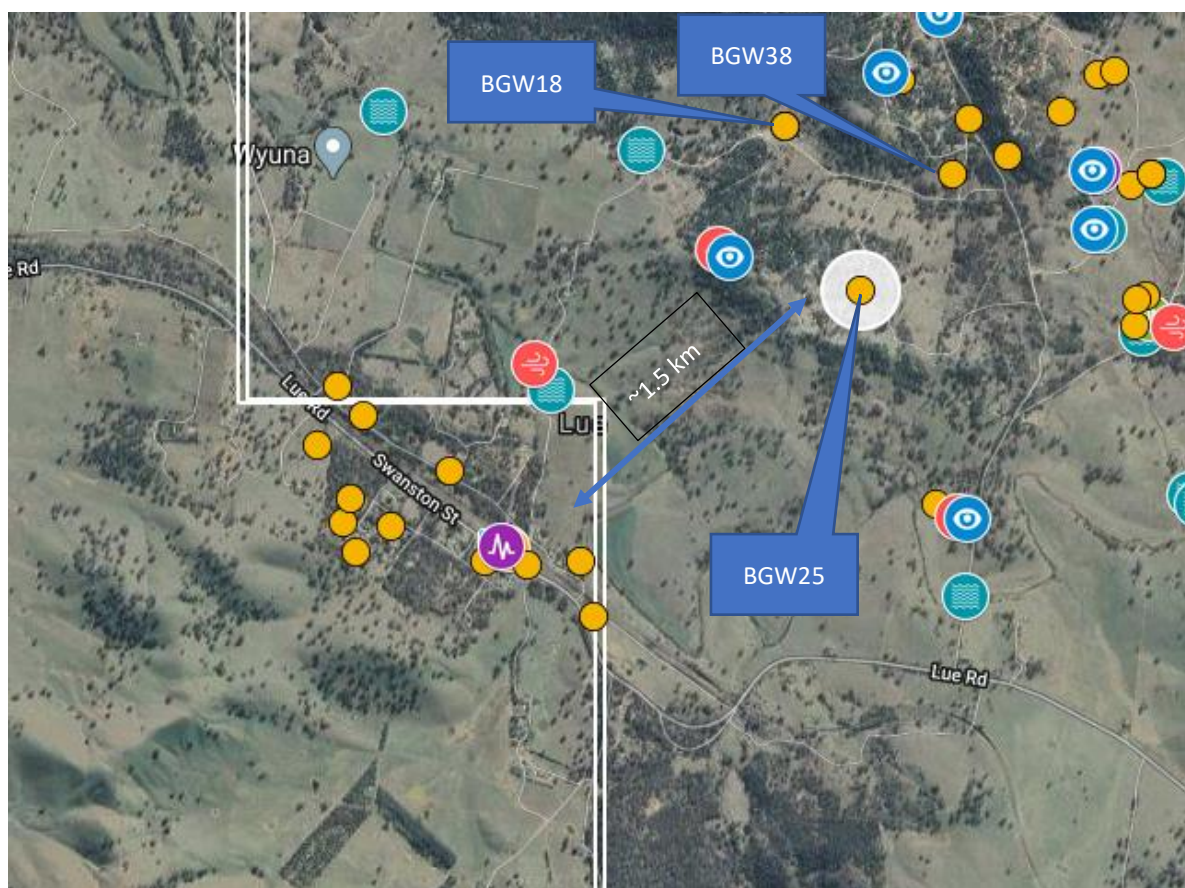 BGW38
BGW18
Wyuna
e Rd
~1.5 km
Lue Rd
Lue
Swanston St
BGW25
Lue Rd